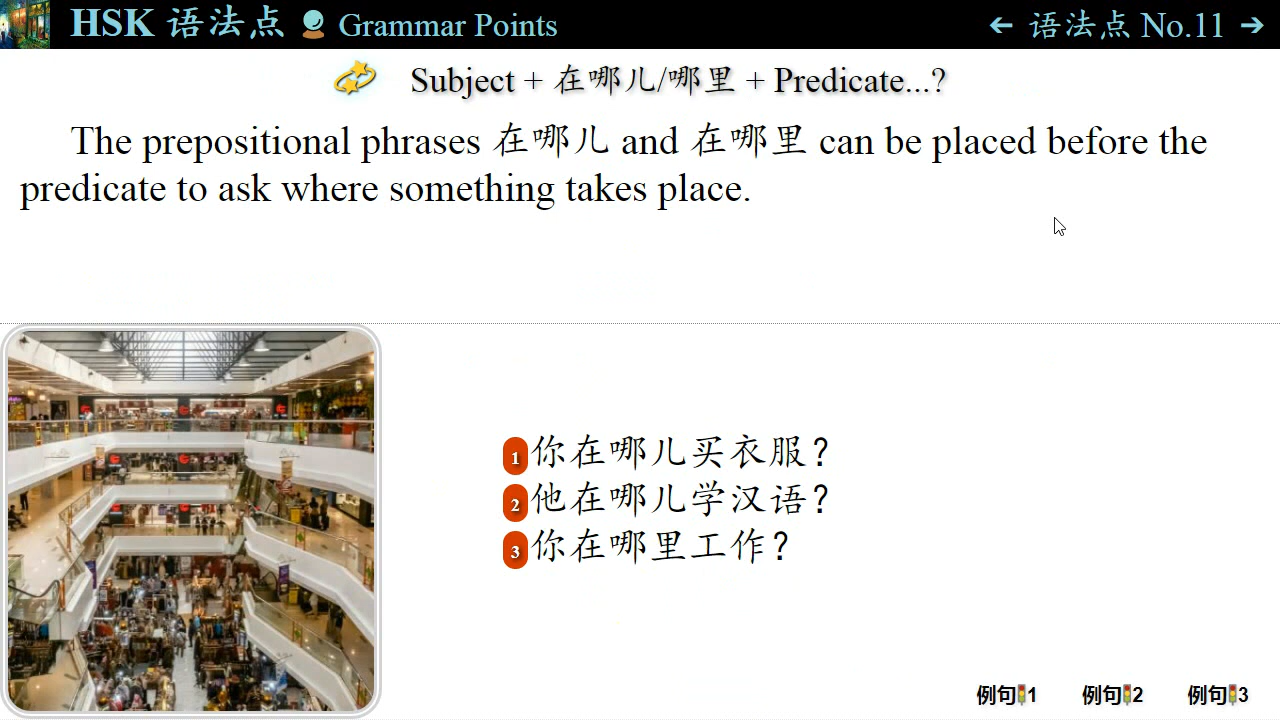 HSK 语法点 Grammar Points
← 语法点 No.11 →
Subject + 在哪儿/哪里 + Predicate...?
The prepositional phrases 在哪儿 and 在哪里 can be placed before the
predicate to ask where something takes place.
1 你在哪儿买衣服？
2 他在哪儿学汉语？
3 你在哪里工作？
例句1 例句2 例句3